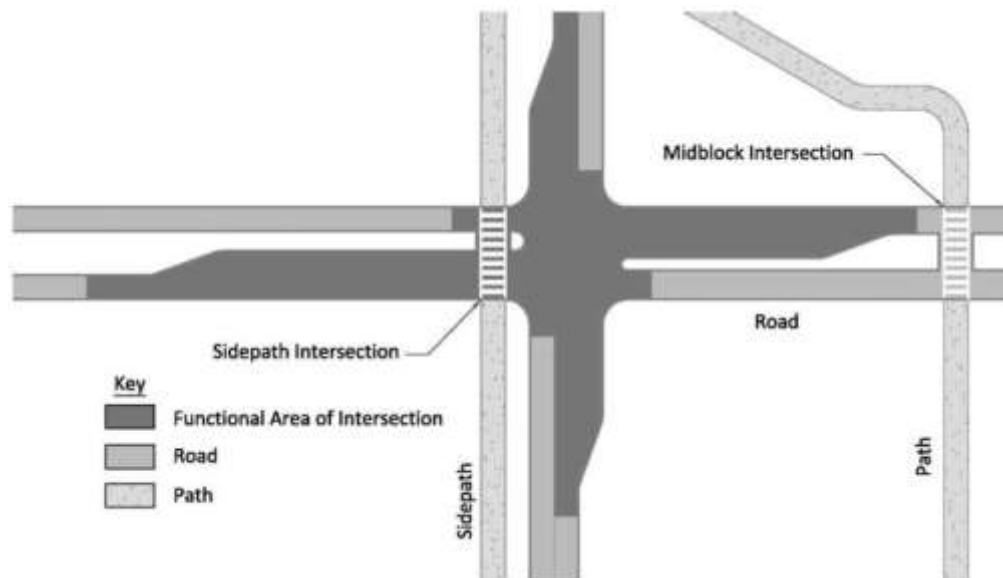 Midblock Intersection
Road
Sidepath Intersection
Key
Functional Area of Intersection
Road
Path
Sidepath
Path